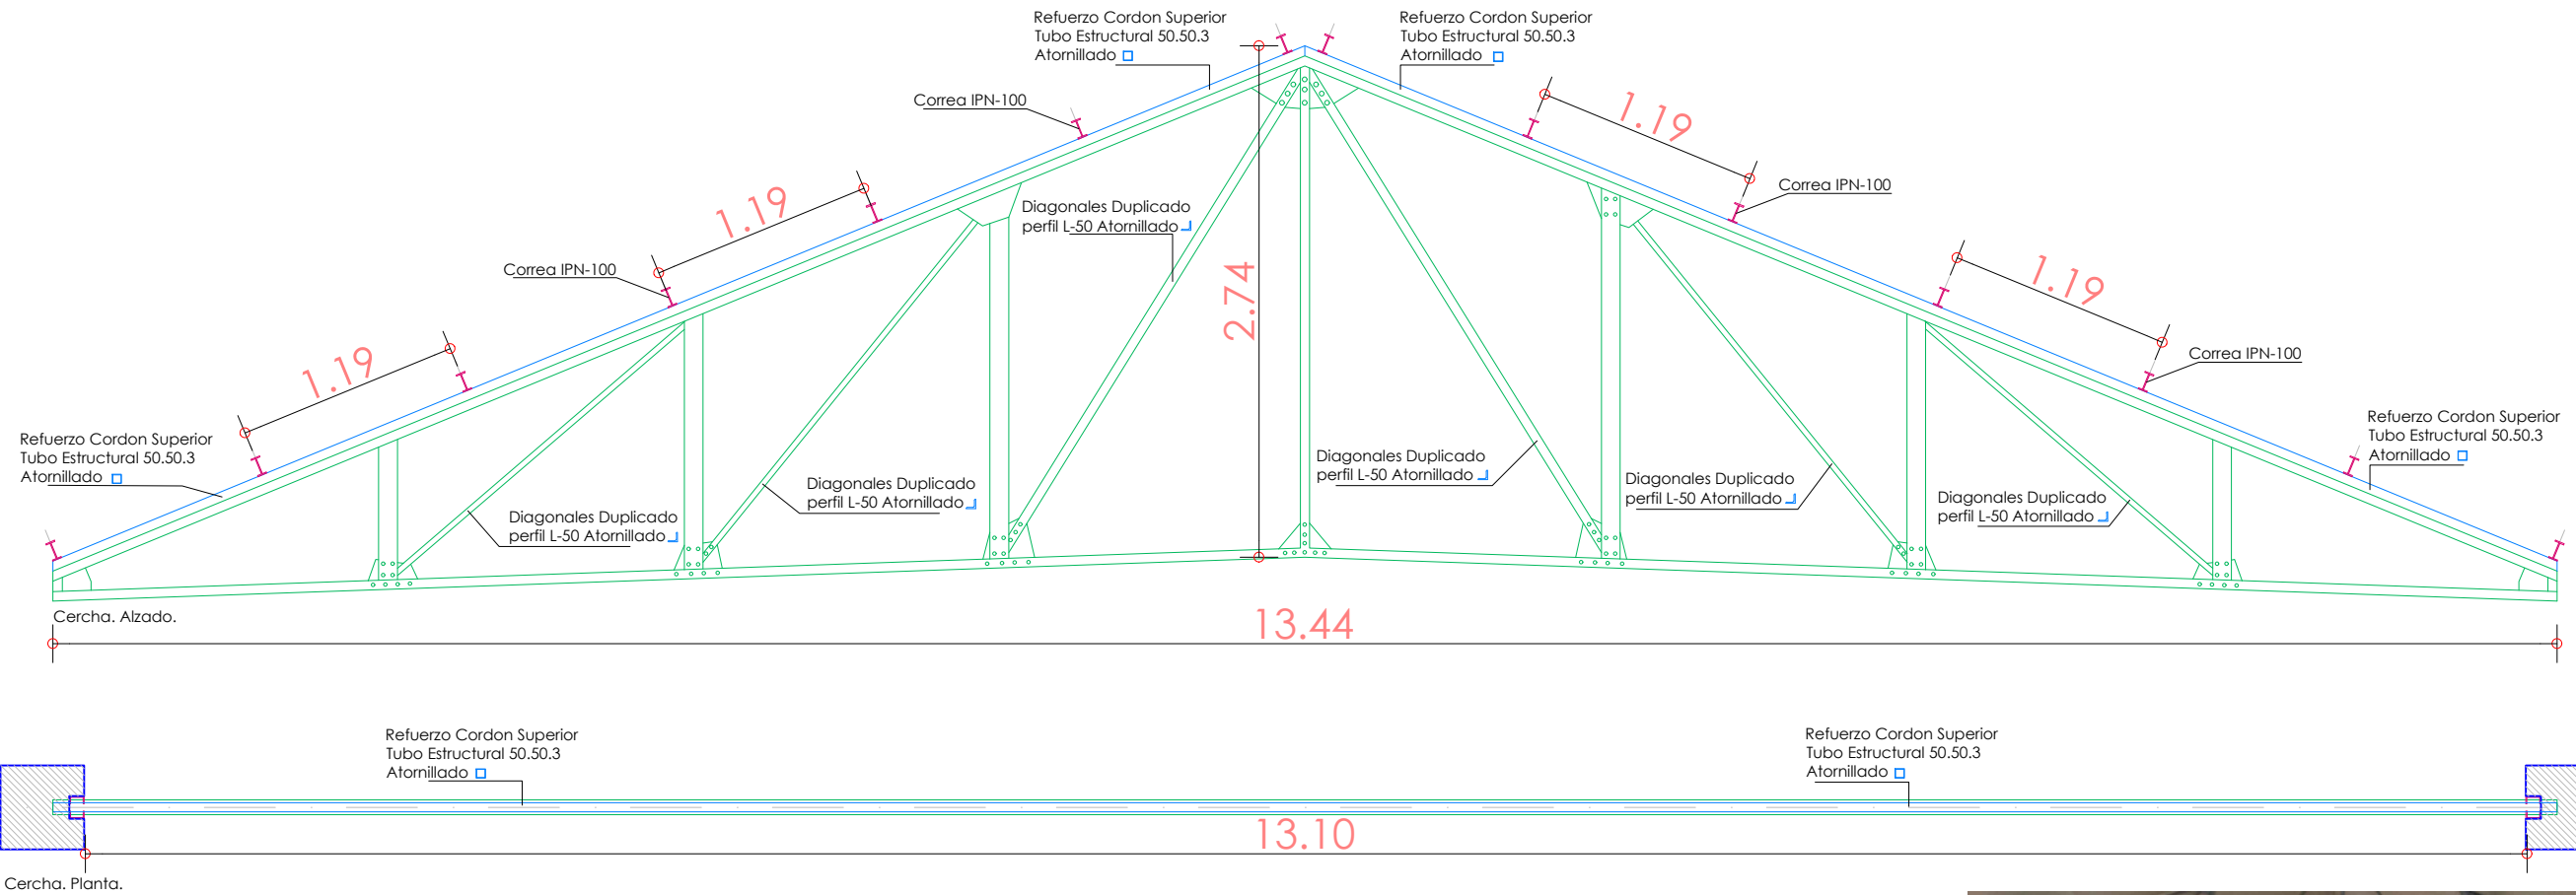 Refuerzo Cordon Superior
Tubo Estructural 50.50.3
Atornillado
Refuerzo Cordon Superior
Tubo Estructural 50.50.3
Atornillado
Correa IPN-100
1.19
Correa IPN-100
1.19
Diagonales Duplicado
perfil L-50 Atornillado
Correa IPN-100
2.74
1.19
Correa IPN-100
1.19
Refuerzo Cordon Superior
Tubo Estructural 50.50.3
Atornillado
Refuerzo Cordon Superior
Tubo Estructural 50.50.3
Atornillado
Diagonales Duplicado
perfil L-50 Atornillado
Diagonales Duplicado
perfil L-50 Atornillado
Diagonales Duplicado
perfil L-50 Atornillado
Diagonales Duplicado
perfil L-50 Atornillado
Diagonales Duplicado
perfil L-50 Atornillado
Cercha. Alzado.
13.44
Refuerzo Cordon Superior
Tubo Estructural 50.50.3
Atornillado
Refuerzo Cordon Superior
Tubo Estructural 50.50.3
Atornillado
13.10
Cercha. Planta.